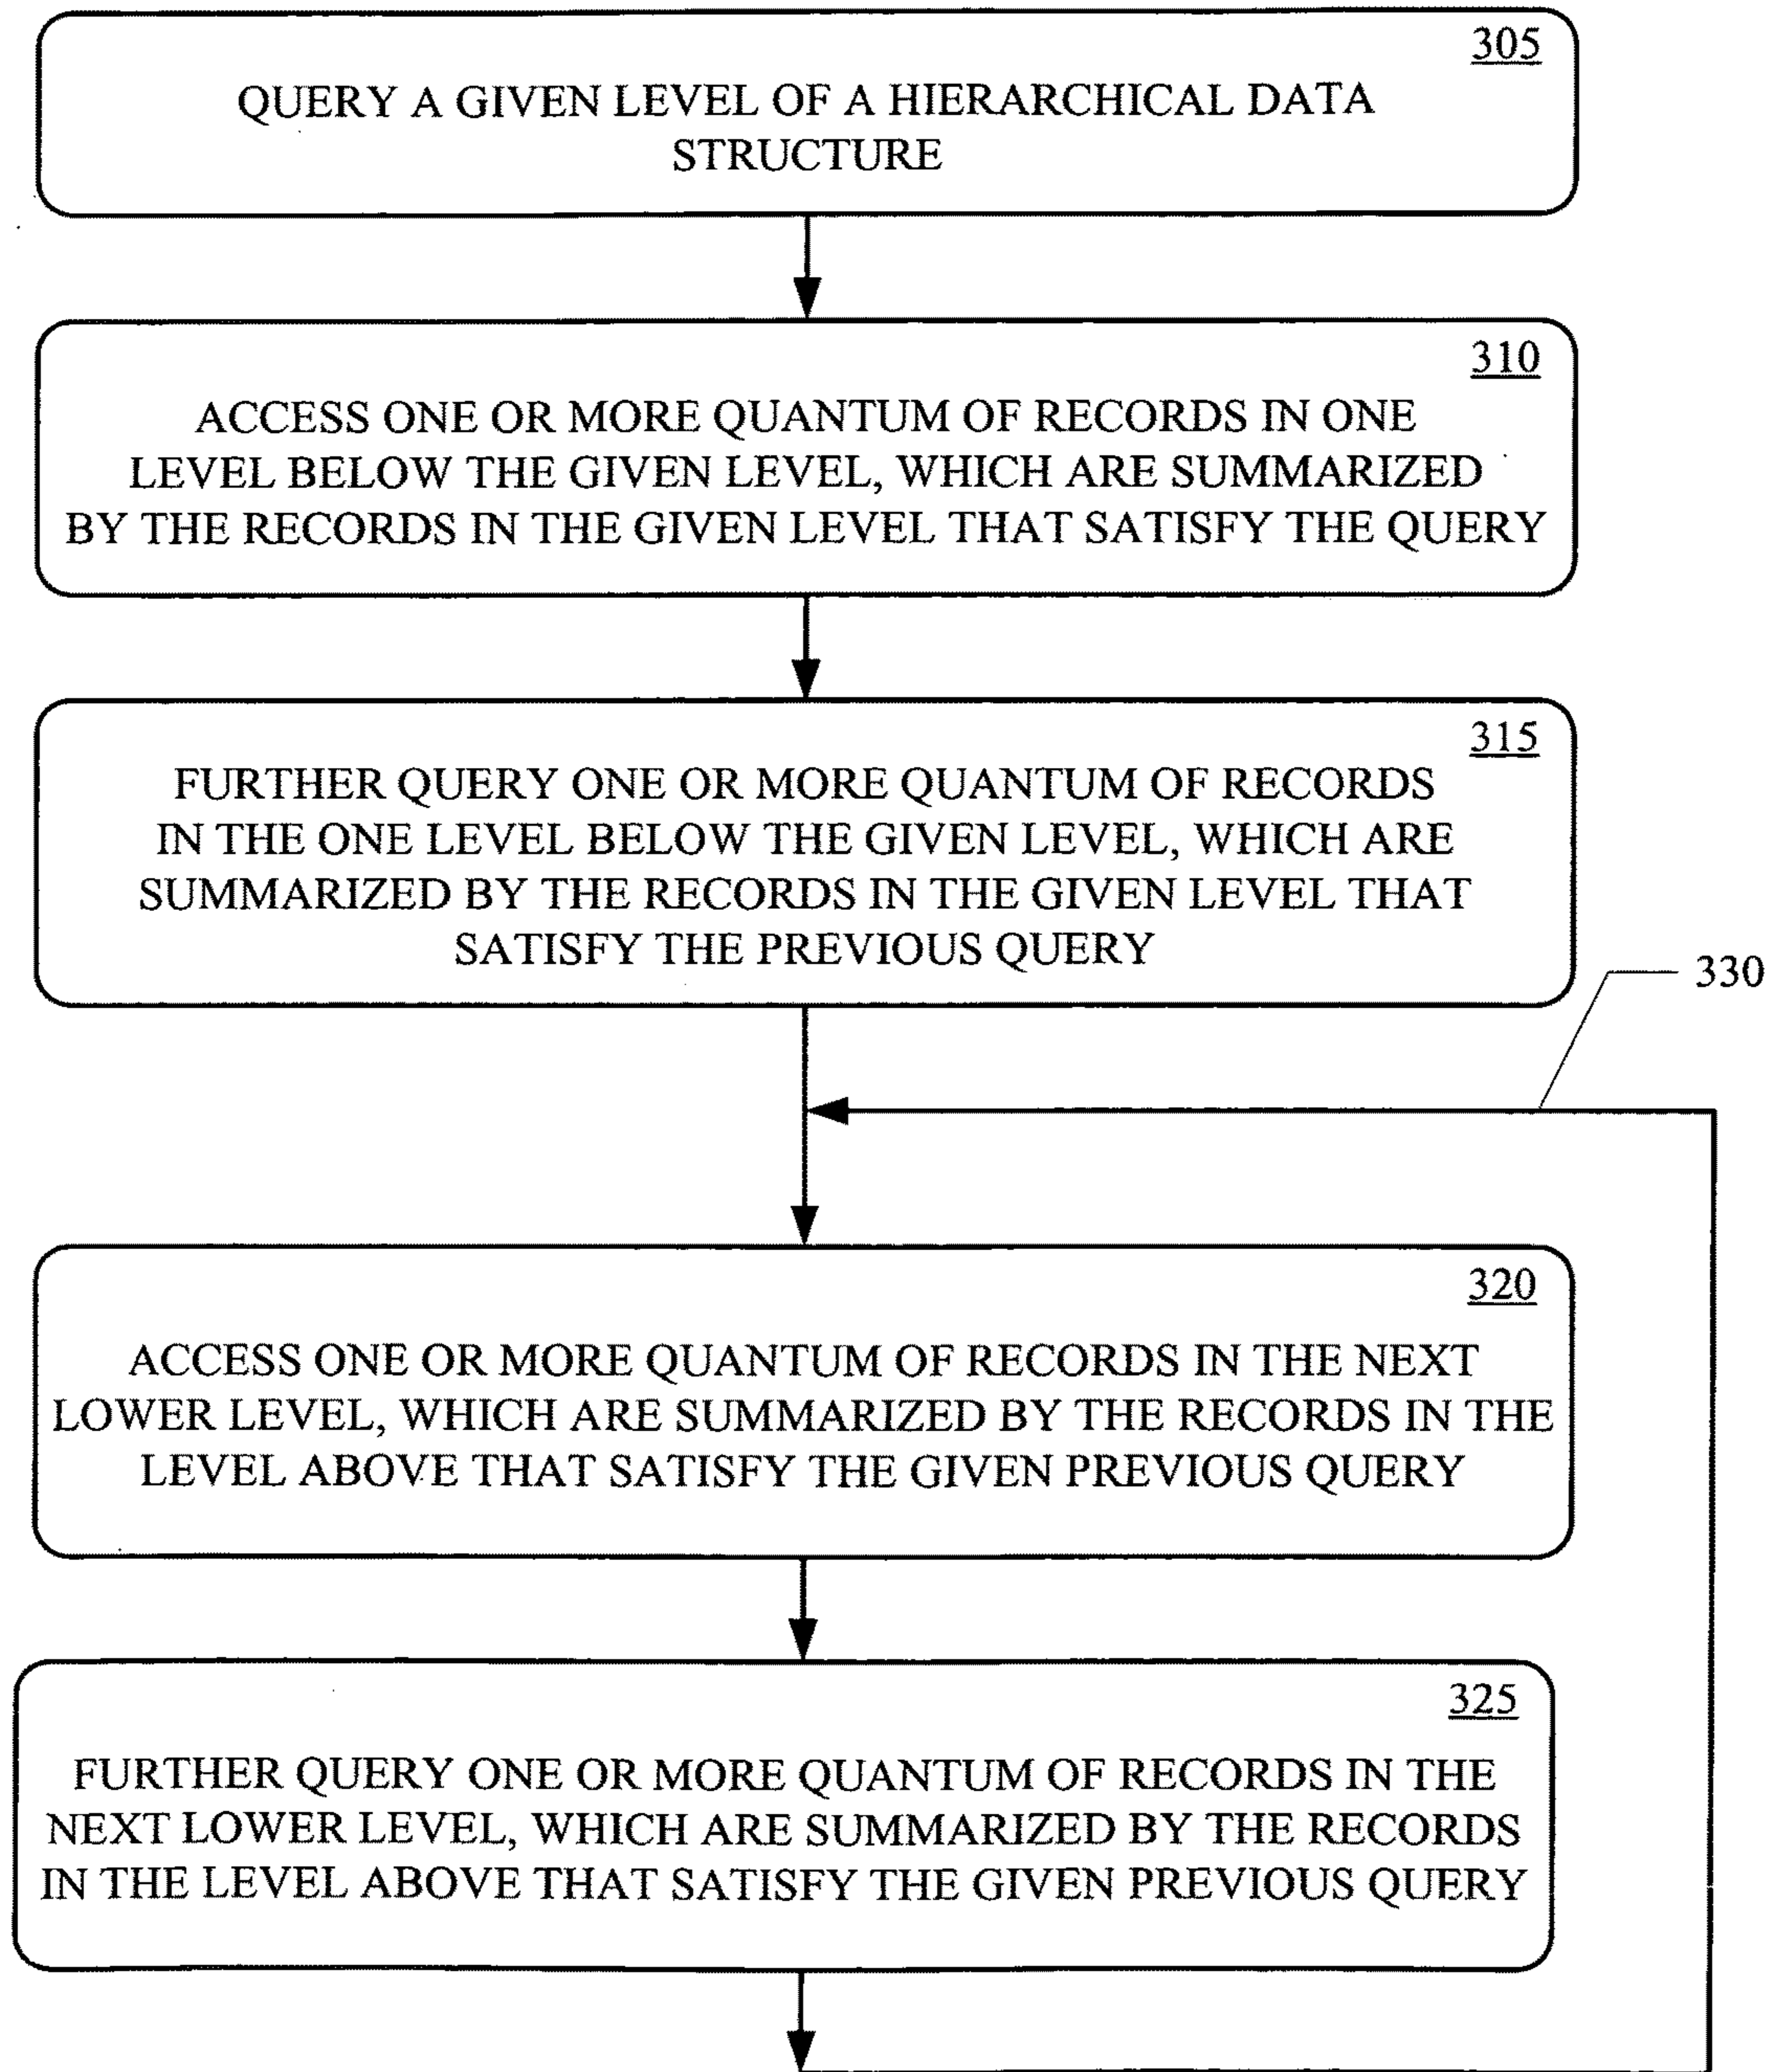 305
QUERY A GIVEN LEVEL OF A HIERARCHICAL DATA
STRUCTURE
310
ACCESS ONE OR MORE QUANTUM OF RECORDS IN ONE
LEVEL BELOW THE GIVEN LEVEL, WHICH ARE SUMMARIZED
BY THE RECORDS IN THE GIVEN LEVEL THAT SATISFY THE QUERY
315
FURTHER QUERY ONE OR MORE QUANTUM OF RECORDS
IN THE ONE LEVEL BELOW THE GIVEN LEVEL, WHICH ARE
SUMMARIZED BY THE RECORDS IN THE GIVEN LEVEL THAT
SATISFY THE PREVIOUS QUERY
330
320
ACCESS ONE OR MORE QUANTUM OF RECORDS IN THE NEXT
LOWER LEVEL, WHICH ARE SUMMARIZED BY THE RECORDS IN THE
LEVEL ABOVE THAT SATISFY THE GIVEN PREVIOUS QUERY
325
FURTHER QUERY ONE OR MORE QUANTUM OF RECORDS IN THE
NEXT LOWER LEVEL, WHICH ARE SUMMARIZED BY THE RECORDS
IN THE LEVEL ABOVE THAT SATISFY THE GIVEN PREVIOUS QUERY